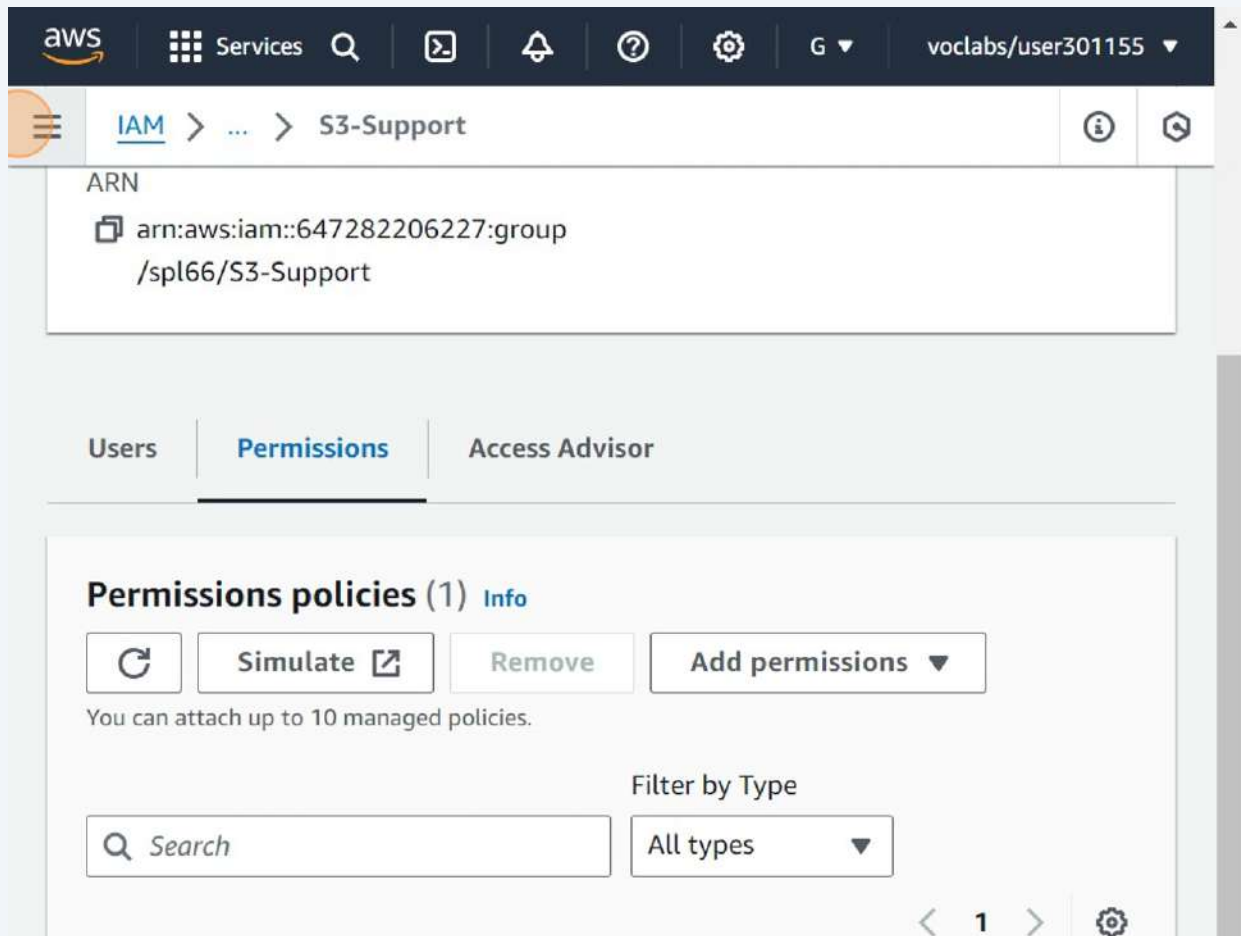 aws Services G voclabs/user301155
IAM > ... > S3-Support
ARN
arn:aws:iam::647282206227:group
/spl66/S3-Support
Users Permissions Access Advisor
Permissions policies (1) Info
Simulate Remove Add permissions
You can attach up to 10 managed policies.
Filter by Type
Search All types
< 1 >